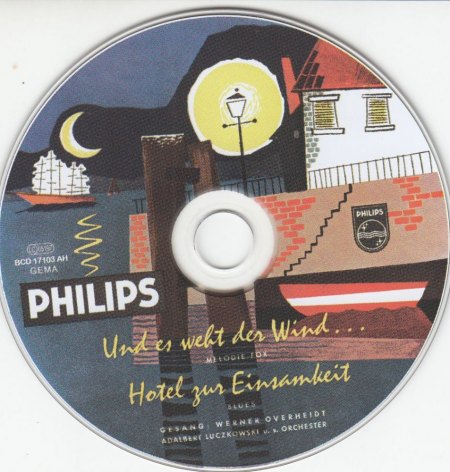 PHILIPS
BCD 17103 AH
GEMA
PHILIPS
Und es weht der Wind...
MELODIE-FOX
Hotel zur Einsamkeit
BLUES
GESANG: WERNER OVERHEIDT
ADALBERT LUCZKOWSKI u. s. ORCHESTER